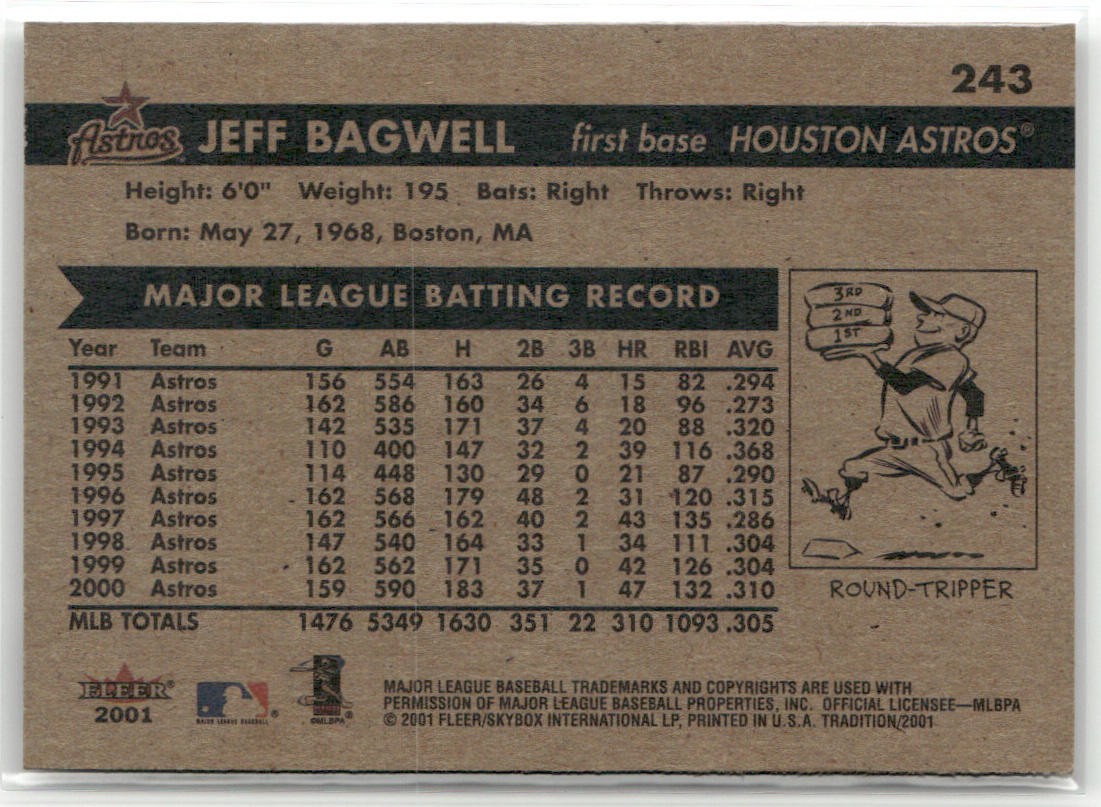 243
Astros JEFF BAGWELL first base HOUSTON ASTROS®
Height: 6'0" Weight: 195 Bats: Right Throws: Right
Born: May 27, 1968, Boston, MA
MAJOR LEAGUE BATTING RECORD
Year Team G AB H 2B 3B HR RBI AVG
1991 Astros 156 554 163 26 4 15 82 .294
1992 Astros 162 586 160 34 6 18 96 .273
1993 Astros 142 535 171 37 4 20 88 .320
1994 Astros 110 400 147 32 2 39 116 .368
1995 Astros 114 448 130 29 0 21 87 .290
1996 Astros 162 568 179 48 2 31 120 .315
1997 Astros 162 566 162 40 2 43 135 .286
1998 Astros 147 540 164 33 1 34 111 .304
1999 Astros 162 562 171 35 0 42 126 .304
2000 Astros 159 590 183 37 1 47 132 .310
MLB TOTALS 1476 5349 1630 351 22 310 1093 .305
3RD
2ND
1ST
ROUND-TRIPPER
FLEER®
2001
MAJOR LEAGUE BASEBALL®
©MLBPA®
MAJOR LEAGUE BASEBALL TRADEMARKS AND COPYRIGHTS ARE USED WITH
PERMISSION OF MAJOR LEAGUE BASEBALL PROPERTIES, INC. OFFICIAL LICENSEE—MLBPA
© 2001 FLEER/SKYBOX INTERNATIONAL LP, PRINTED IN U.S.A. TRADITION/2001